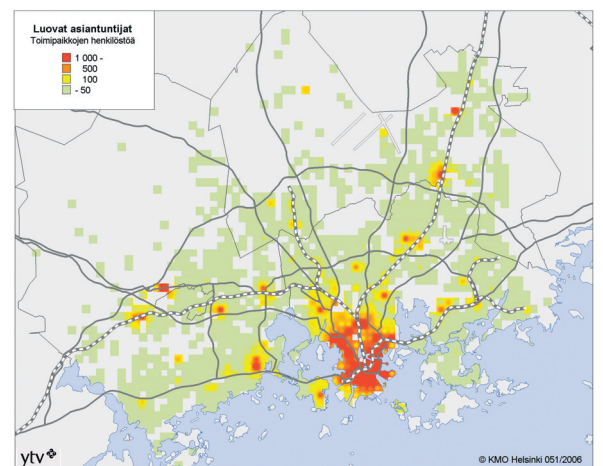 Luovat asiantuntijat
Toimipaikkojen henkilöstöä
1 000 -
500
100
- 50
ytv
© KMO Helsinki 051/2006